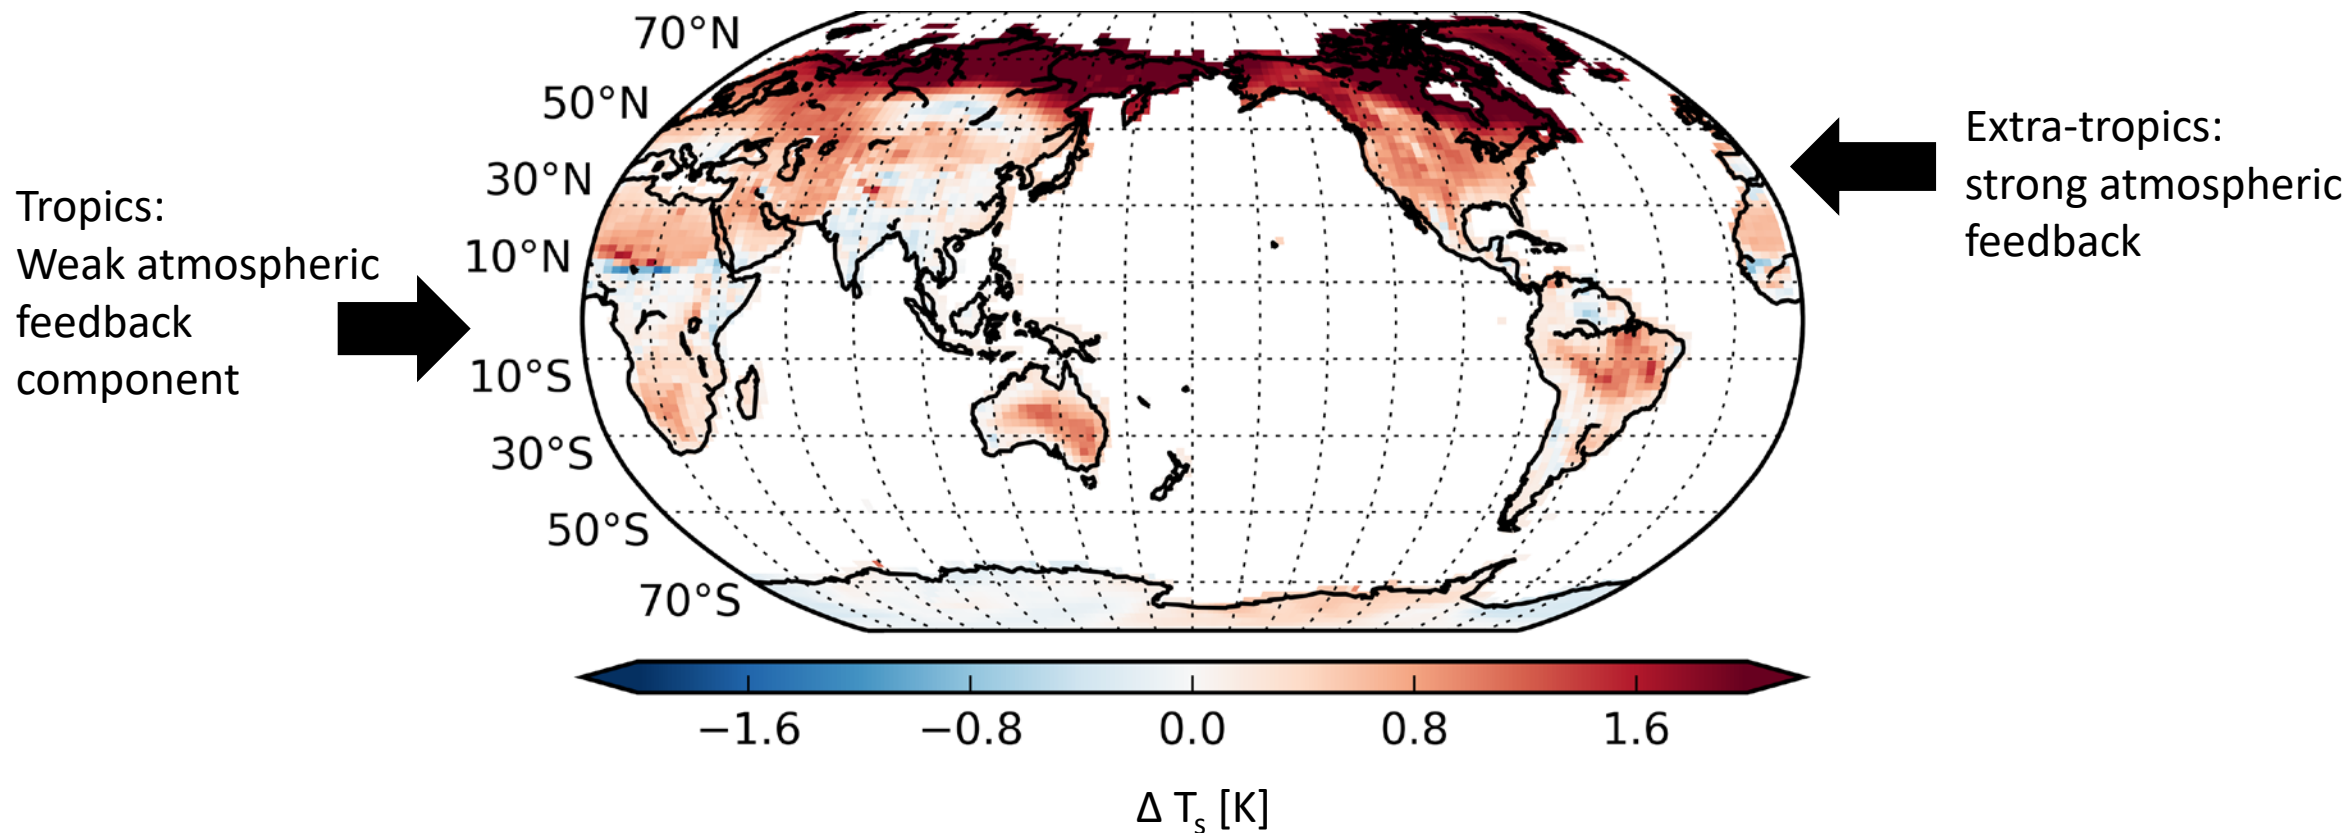 70°N
50°N
30°N
10°N
10°S
30°S
50°S
70°S
Tropics:
Weak atmospheric
feedback
component
Extra-tropics:
strong atmospheric
feedback
−1.6 −0.8 0.0 0.8 1.6
Δ Tₛ [K]